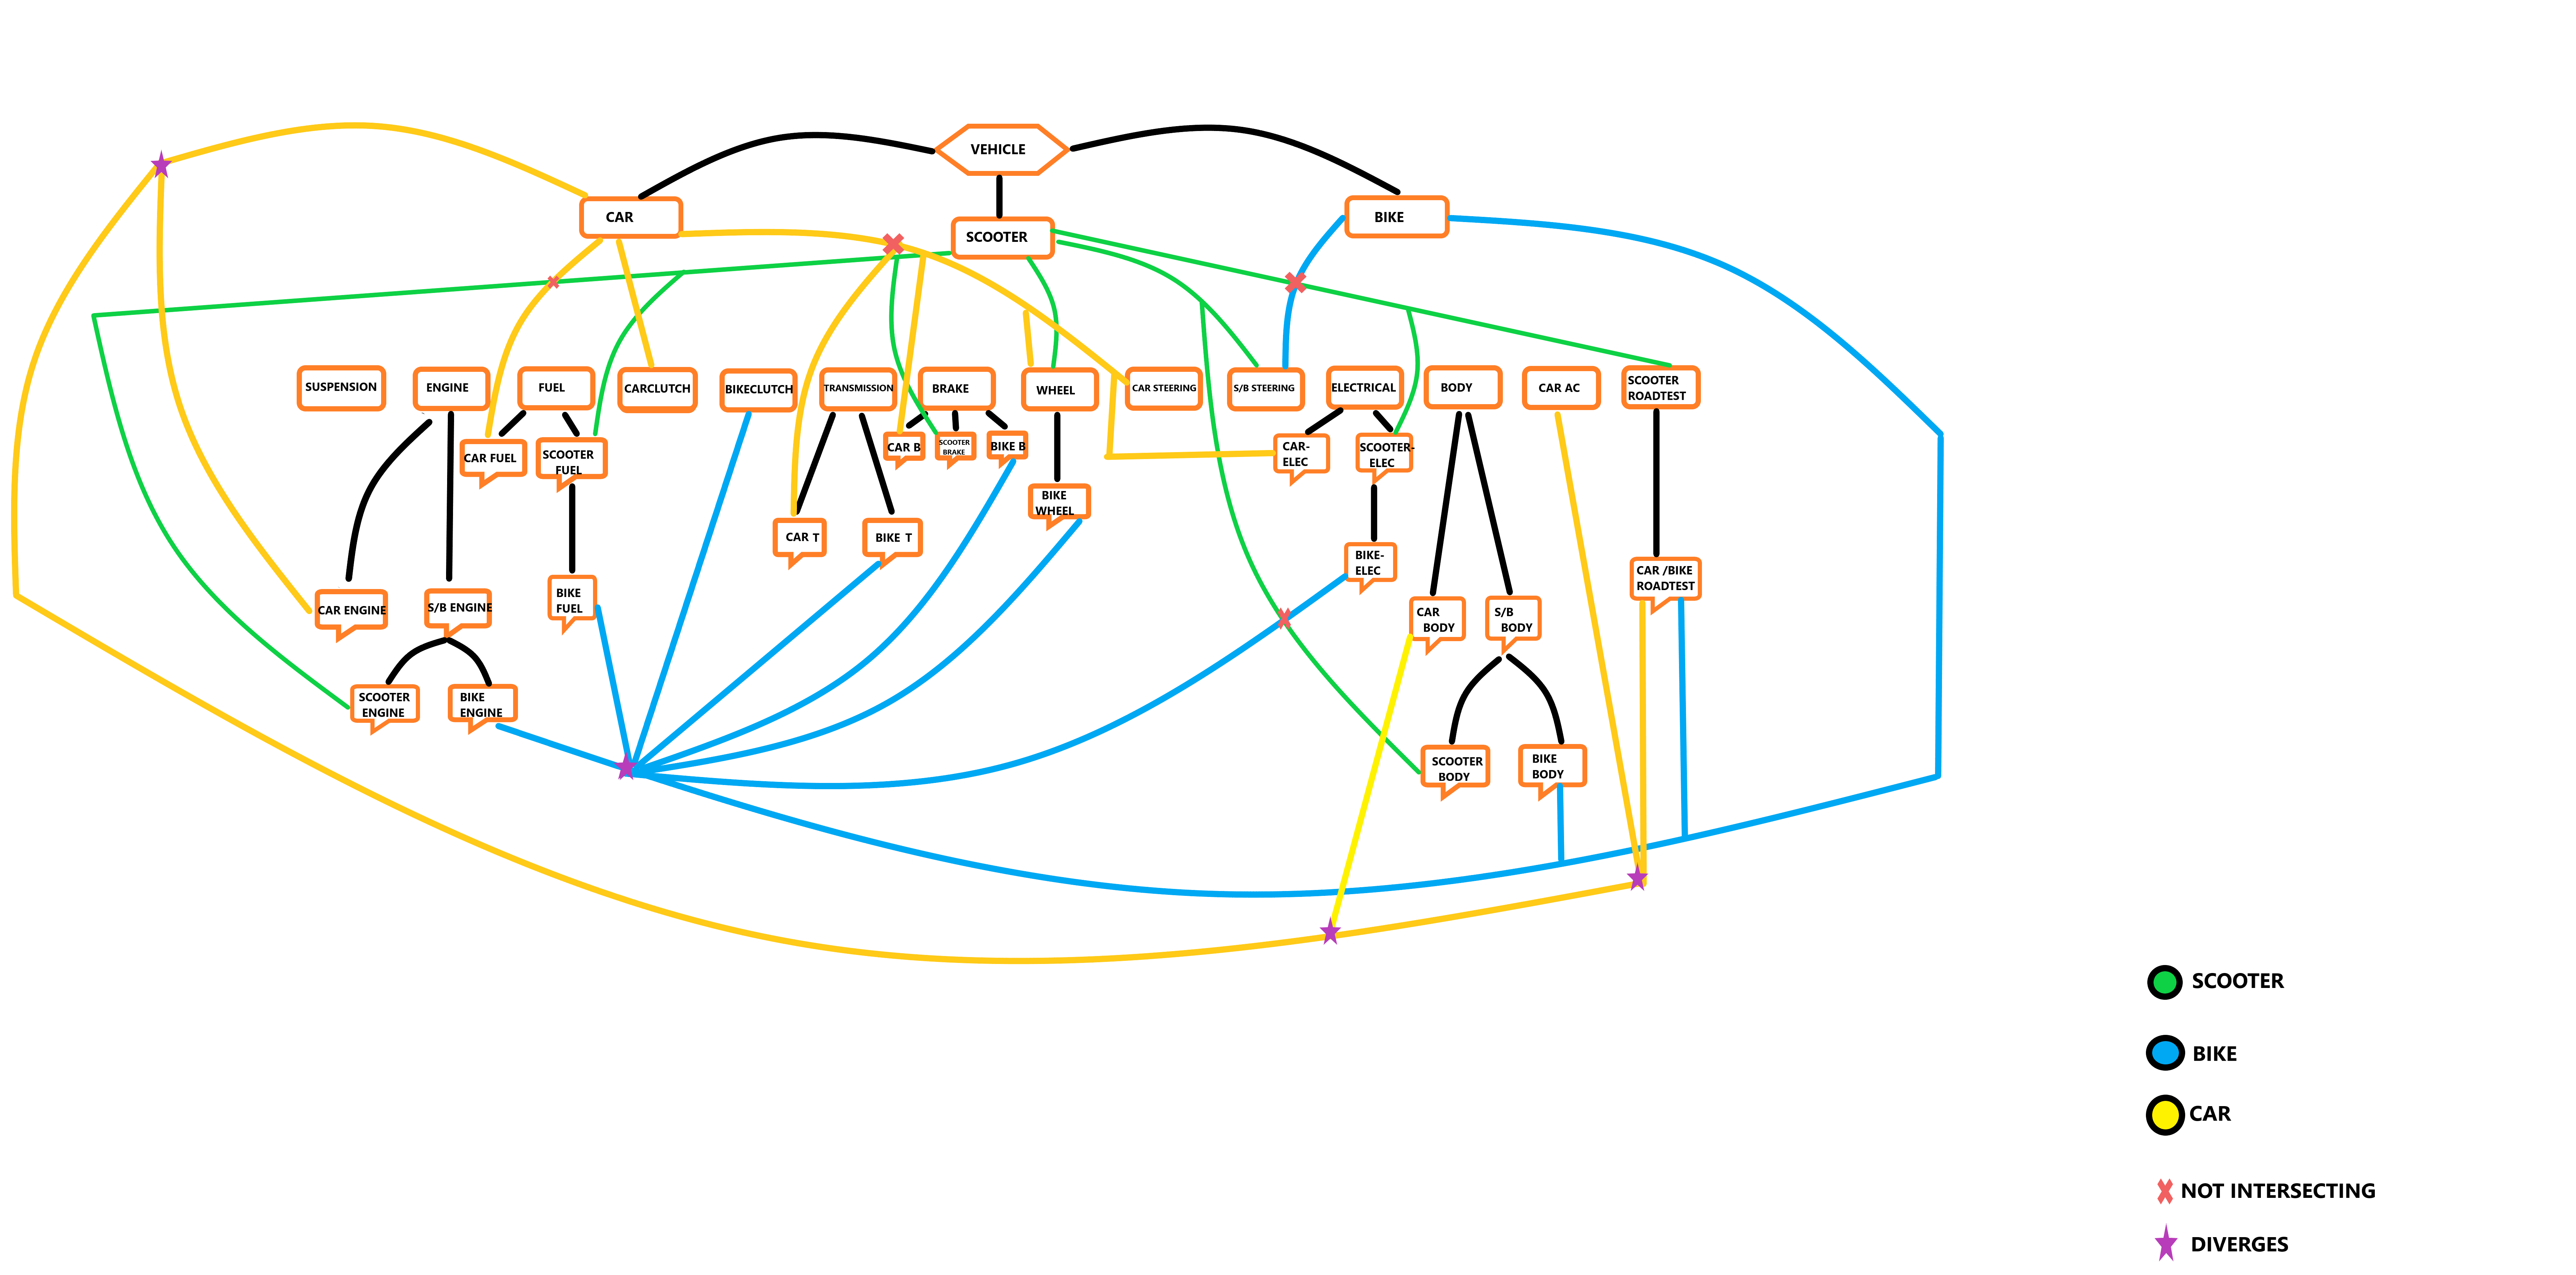 VEHICLE
CAR
SCOOTER
BIKE
SUSPENSION
ENGINE
FUEL
CARCLUTCH
BIKECLUTCH
TRANSMISSION
BRAKE
WHEEL
CAR STEERING
S/B STEERING
ELECTRICAL
BODY
CAR AC
SCOOTER
ROADTEST
CAR FUEL
SCOOTER
FUEL
CAR B
SCOOTER
BRAKE
BIKE B
CAR-
ELEC
SCOOTER-
ELEC
BIKE
WHEEL
CAR T
BIKE T
BIKE-
ELEC
CAR /BIKE
ROADTEST
CAR ENGINE
S/B ENGINE
BIKE
FUEL
CAR
BODY
S/B
BODY
SCOOTER
ENGINE
BIKE
ENGINE
SCOOTER
BODY
BIKE
BODY
SCOOTER
BIKE
CAR
NOT INTERSECTING
DIVERGES